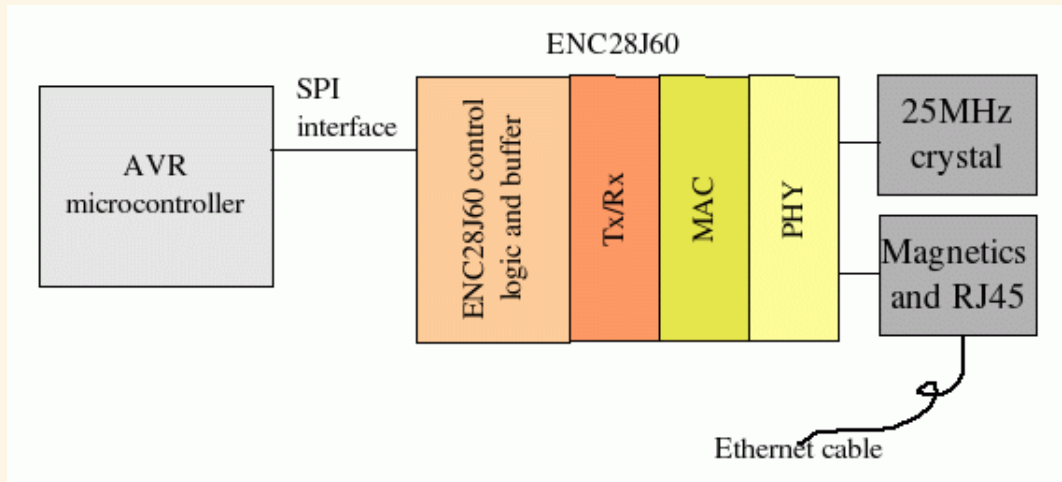 ENC28J60
SPI
interface
AVR
microcontroller
ENC28J60 control
logic and buffer
Tx/Rx
MAC
PHY
25MHz
crystal
Magnetics
and RJ45
Ethernet cable